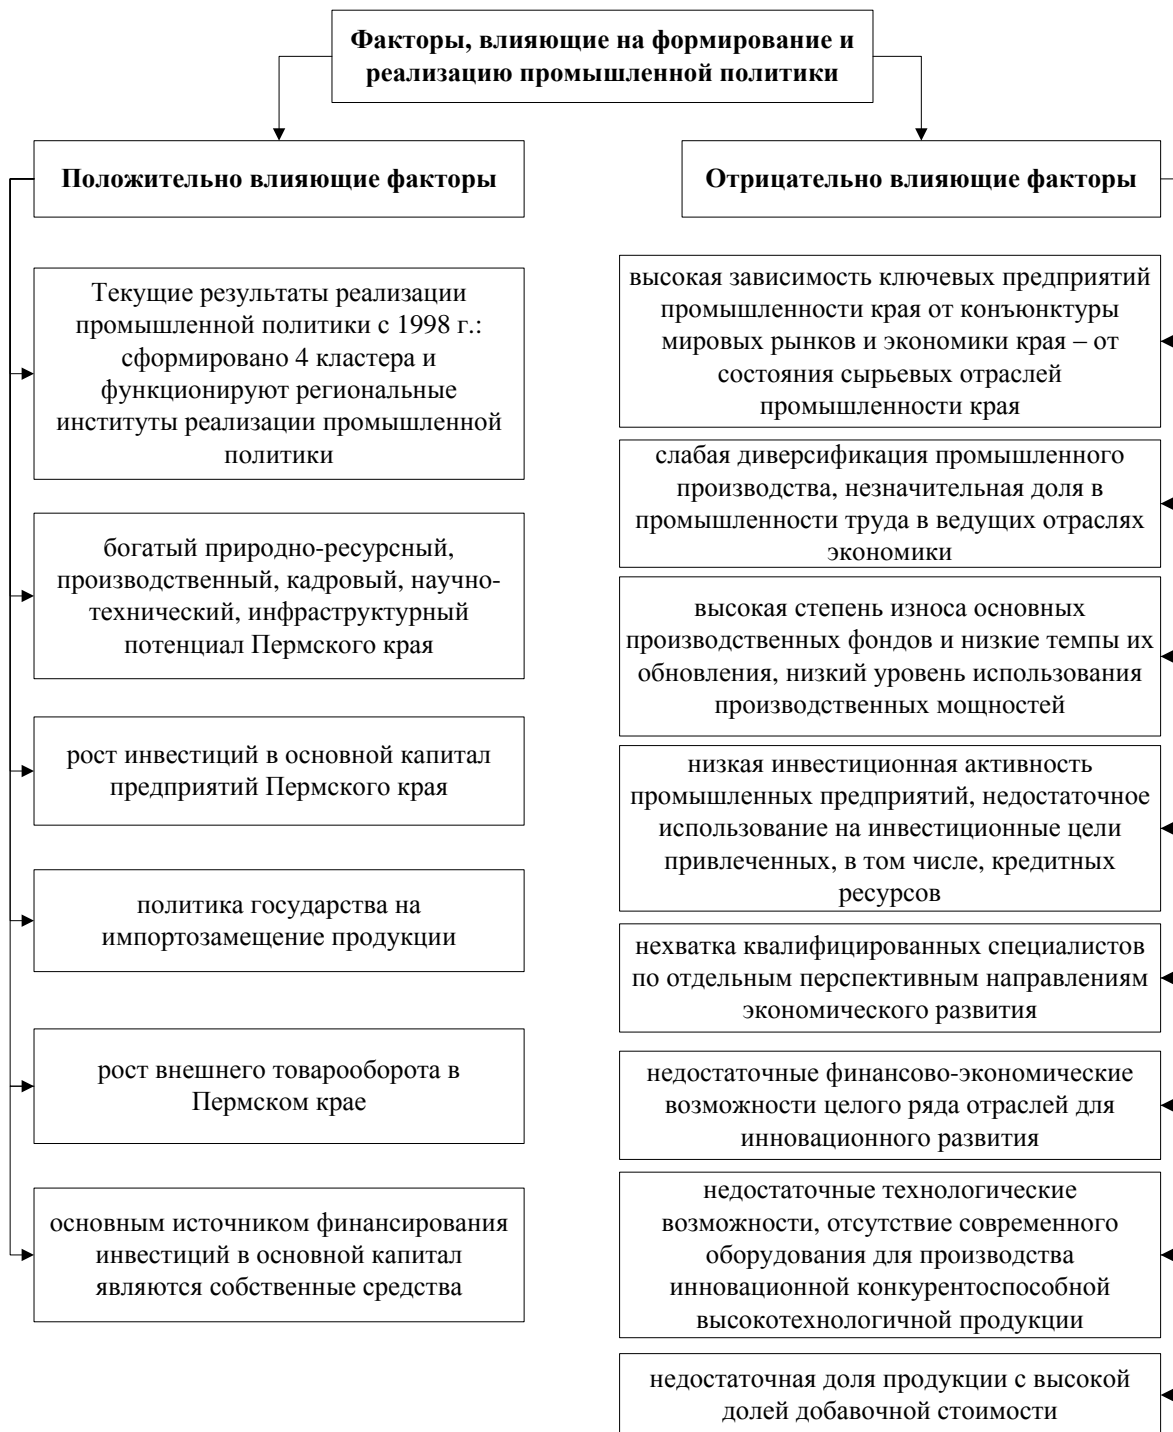 Факторы, влияющие на формирование и
реализацию промышленной политики
Положительно влияющие факторы
Текущие результаты реализации
промышленной политики с 1998 г.:
сформировано 4 кластера и
функционируют региональные
институты реализации промышленной
политики
богатый природно-ресурсный,
производственный, кадровый, научно-
технический, инфраструктурный
потенциал Пермского края
рост инвестиций в основной капитал
предприятий Пермского края
политика государства на
импортозамещение продукции
рост внешнего товарооборота в
Пермском крае
основным источником финансирования
инвестиций в основной капитал
являются собственные средства
Отрицательно влияющие факторы
высокая зависимость ключевых предприятий
промышленности края от конъюнктуры
мировых рынков и экономики края – от
состояния сырьевых отраслей
промышленности края
слабая диверсификация промышленного
производства, незначительная доля в
промышленности труда в ведущих отраслях
экономики
высокая степень износа основных
производственных фондов и низкие темпы их
обновления, низкий уровень использования
производственных мощностей
низкая инвестиционная активность
промышленных предприятий, недостаточное
использование на инвестиционные цели
привлеченных, в том числе, кредитных
ресурсов
нехватка квалифицированных специалистов
по отдельным перспективным направлениям
экономического развития
недостаточные финансово-экономические
возможности целого ряда отраслей для
инновационного развития
недостаточные технологические
возможности, отсутствие современного
оборудования для производства
инновационной конкурентоспособной
высокотехнологичной продукции
недостаточная доля продукции с высокой
долей добавочной стоимости